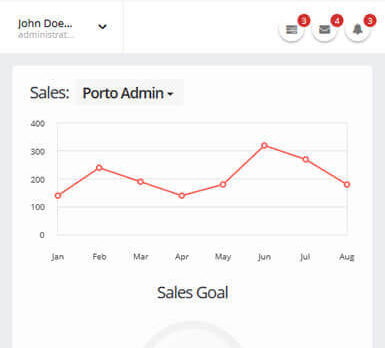 John Doe...
administrat...
3
4
3
Sales: Porto Admin
400
300
200
100
0
Jan Feb Mar Apr May Jun Jul Aug
Sales Goal